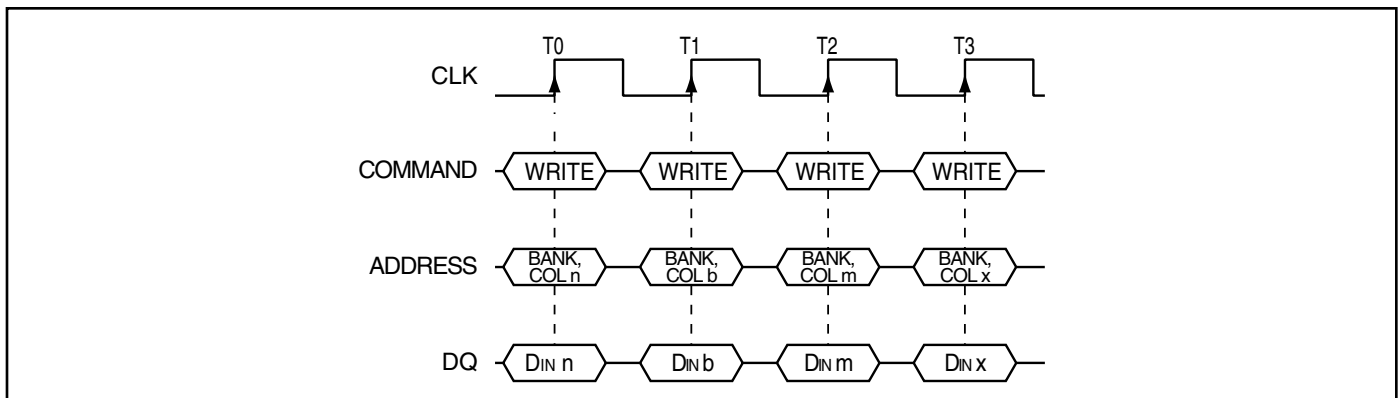 T0 T1 T2 T3
CLK
COMMAND WRITE WRITE WRITE WRITE
ADDRESS BANK, COL n BANK, COL b BANK, COL m BANK, COL x
DQ DIN n DIN b DIN m DIN x